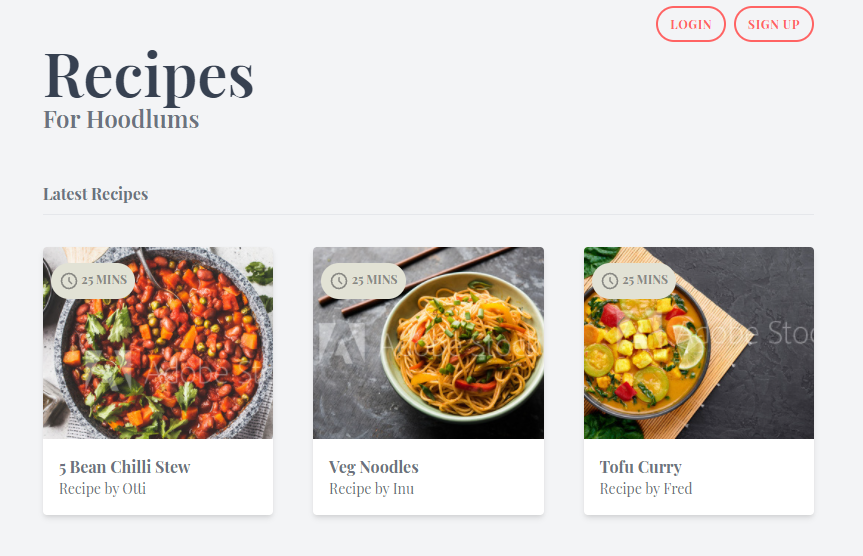 LOGIN SIGN UP
Recipes
For Hoodlums
Latest Recipes
25 MINS
25 MINS
25 MINS
Adobe St
Adobe
Adobe Stoc
5 Bean Chilli Stew
Recipe by Otti
Veg Noodles
Recipe by Inu
Tofu Curry
Recipe by Fred